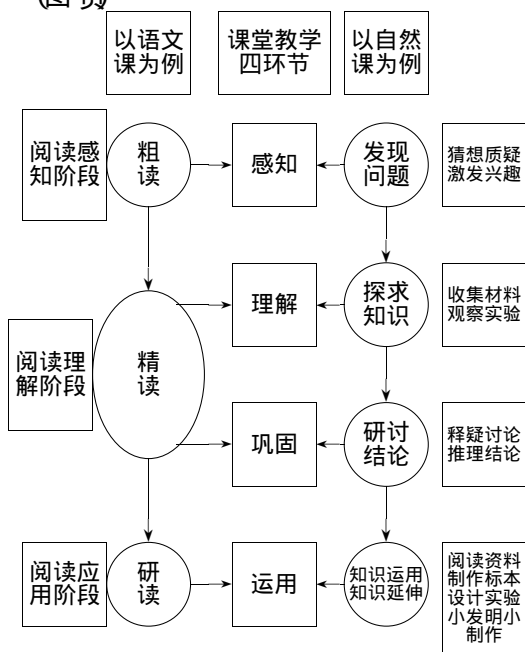 以语文
课为例
课堂教学
四环节
以自然
课为例
阅读感
知阶段
粗
读
感知
发现
问题
猜想质疑
激发兴趣
理解
探求
知识
收集材料
观察实验
阅读理
解阶段
精
读
巩固
研讨
结论
释疑讨论
推理结论
阅读应
用阶段
研
读
运用
知识运用
知识延伸
阅读资料
制作标本
设计实验
小发明小
制作